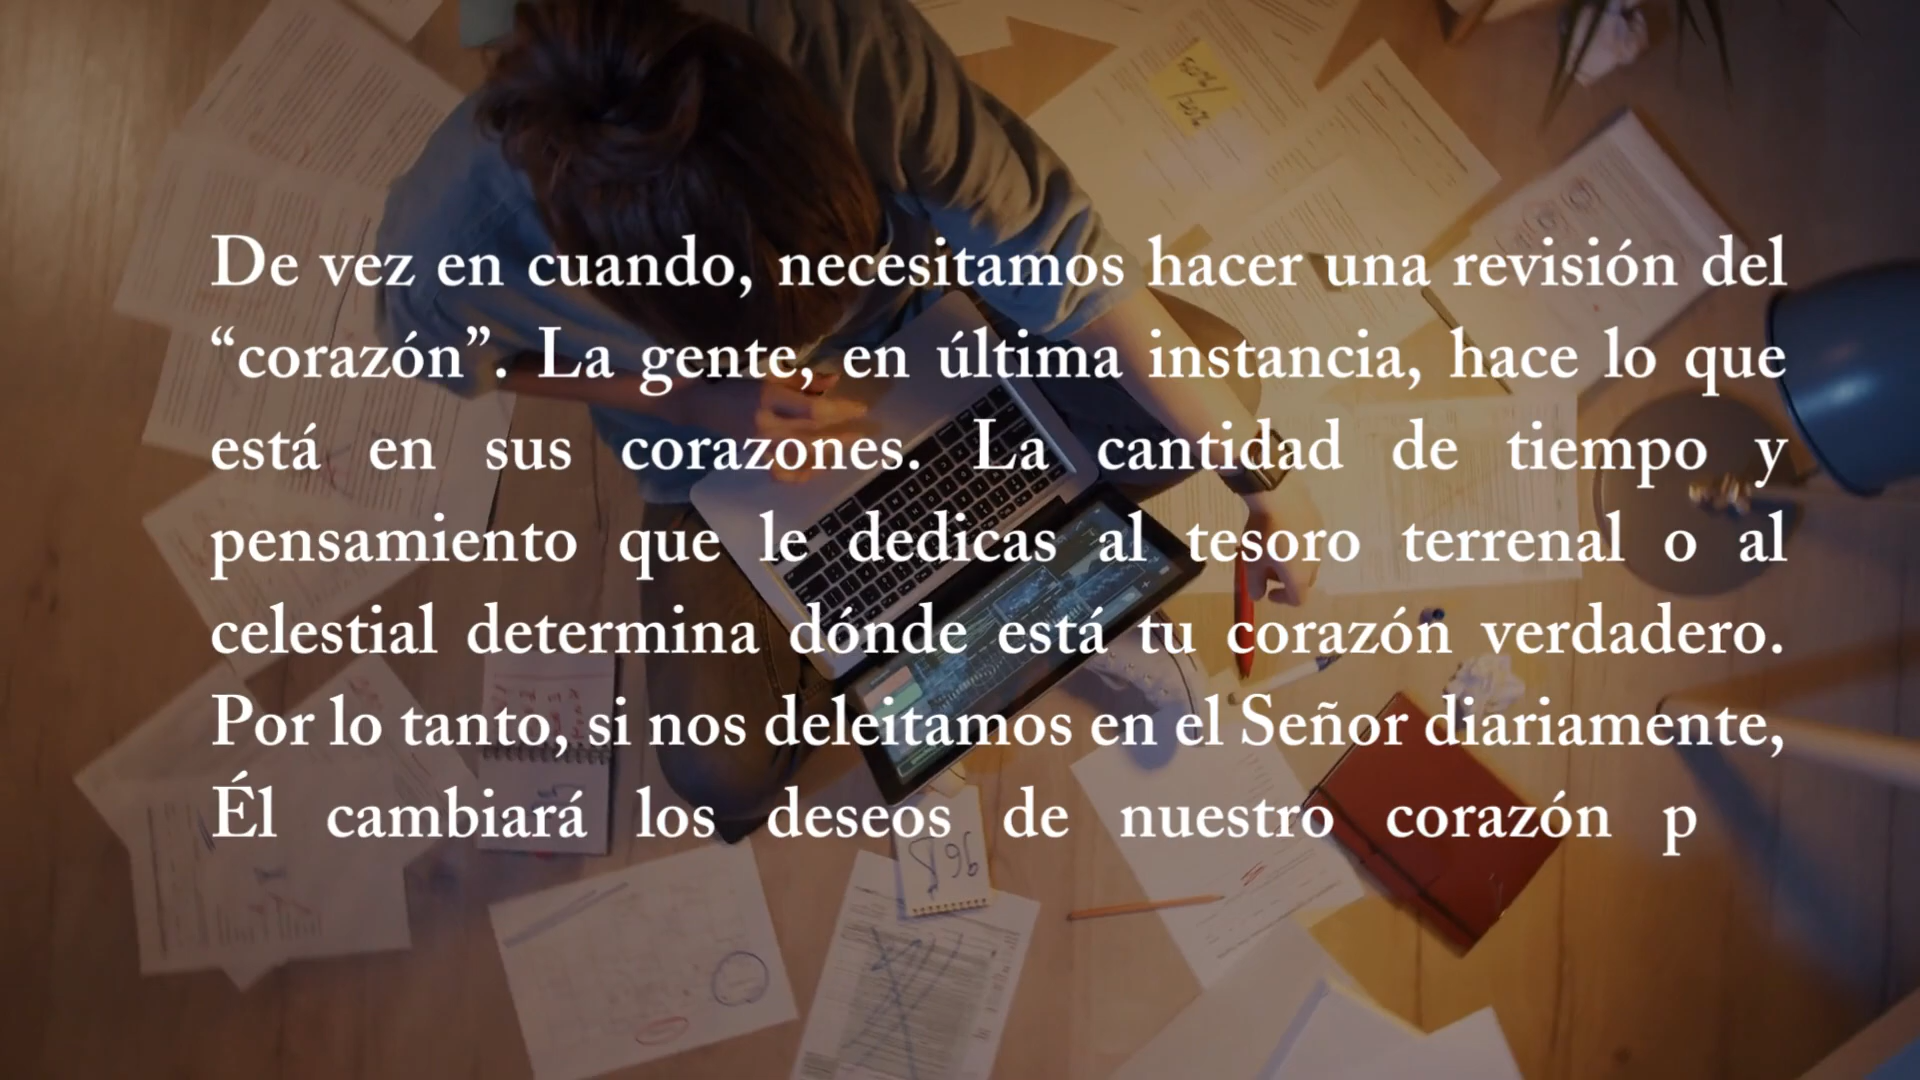 De vez en cuando, necesitamos hacer una revisión del
“corazón”. La gente, en última instancia, hace lo que
está en sus corazones. La cantidad de tiempo y
pensamiento que le dedicas al tesoro terrenal o al
celestial determina dónde está tu corazón verdadero.
Por lo tanto, si nos deleitamos en el Señor diariamente,
Él cambiará los deseos de nuestro corazón p